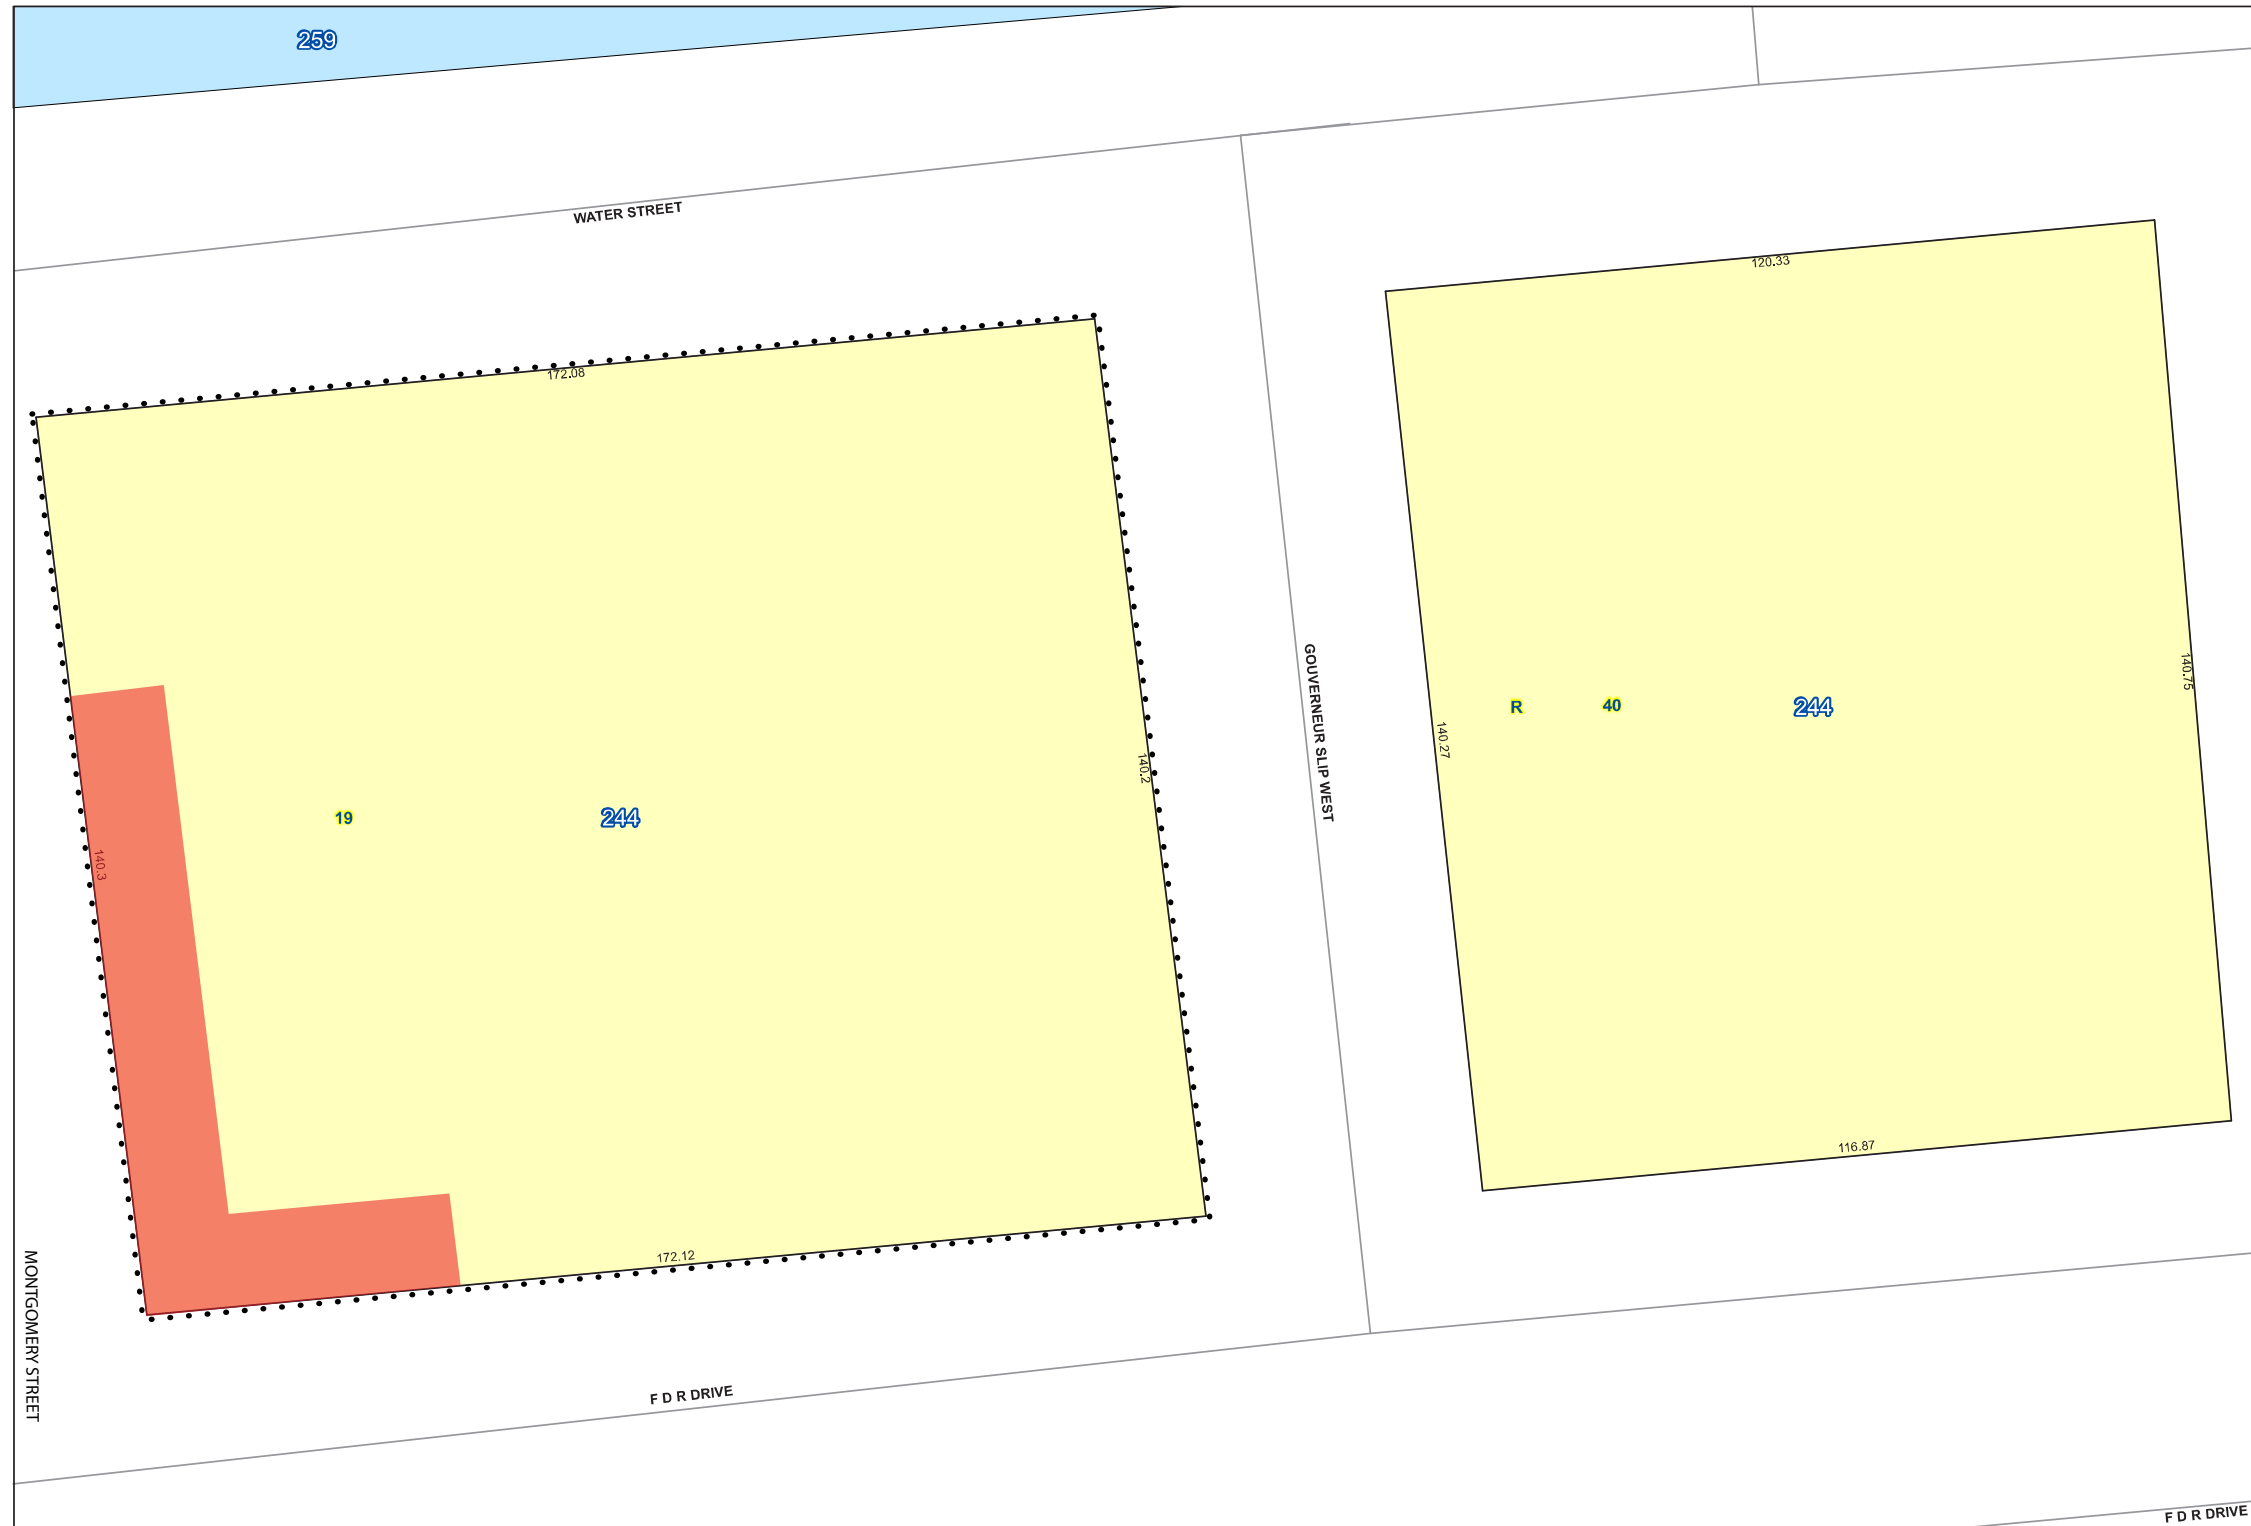 259
WATER STREET
120.33
172.08
GOUVERNEUR SLIP WEST
140.75
R 40 244
140.27
140.2
19 244
140.3
116.87
172.12
MONTGOMERY STREET
F D R DRIVE
F D R DRIVE